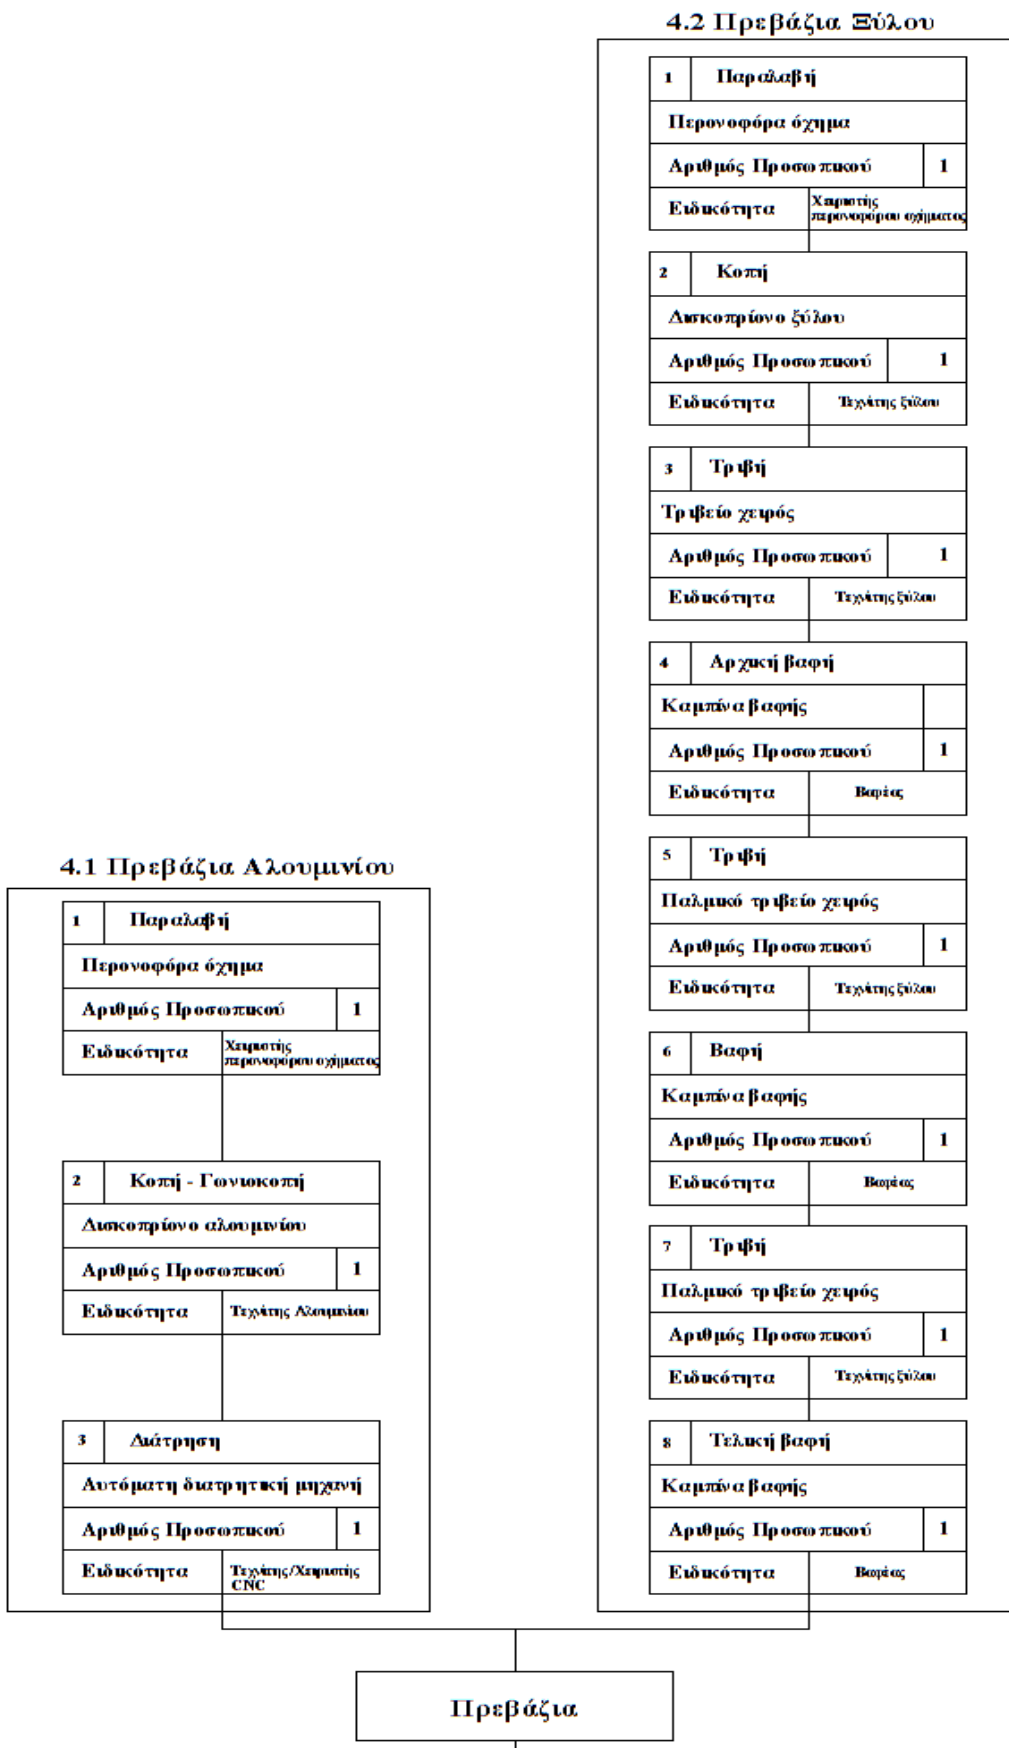 4.2 Πρεβάζια Ξύλου
1 Παραλαβή
Περονοφόρα όχημα
Αριθμός Προσωπικού 1
Ειδικότητα Χειριστής περονοφόρου οχήματος
2 Κοπή
Δισκοπρίονο ξύλου
Αριθμός Προσωπικού 1
Ειδικότητα Τεχνίτης ξύλου
3 Τριβή
Τριβείο χειρός
Αριθμός Προσωπικού 1
Ειδικότητα Τεχνίτης ξύλου
4 Αρχική βαφή
Καμπίνα βαφής
Αριθμός Προσωπικού 1
Ειδικότητα Βαφέας
5 Τριβή
Παλμικό τριβείο χειρός
Αριθμός Προσωπικού 1
Ειδικότητα Τεχνίτης ξύλου
6 Βαφή
Καμπίνα βαφής
Αριθμός Προσωπικού 1
Ειδικότητα Βαφέας
7 Τριβή
Παλμικό τριβείο χειρός
Αριθμός Προσωπικού 1
Ειδικότητα Τεχνίτης ξύλου
8 Τελική βαφή
Καμπίνα βαφής
Αριθμός Προσωπικού 1
Ειδικότητα Βαφέας
4.1 Πρεβάζια Αλουμινίου
1 Παραλαβή
Περονοφόρα όχημα
Αριθμός Προσωπικού 1
Ειδικότητα Χειριστής περονοφόρου οχήματος
2 Κοπή - Γωνιοκοπή
Δισκοπρίονο αλουμινίου
Αριθμός Προσωπικού 1
Ειδικότητα Τεχνίτης Αλουμινίου
3 Διάτρηση
Αυτόματη διατρητική μηχανή
Αριθμός Προσωπικού 1
Ειδικότητα Τεχνίτης/Χειριστής CNC
Πρεβάζια